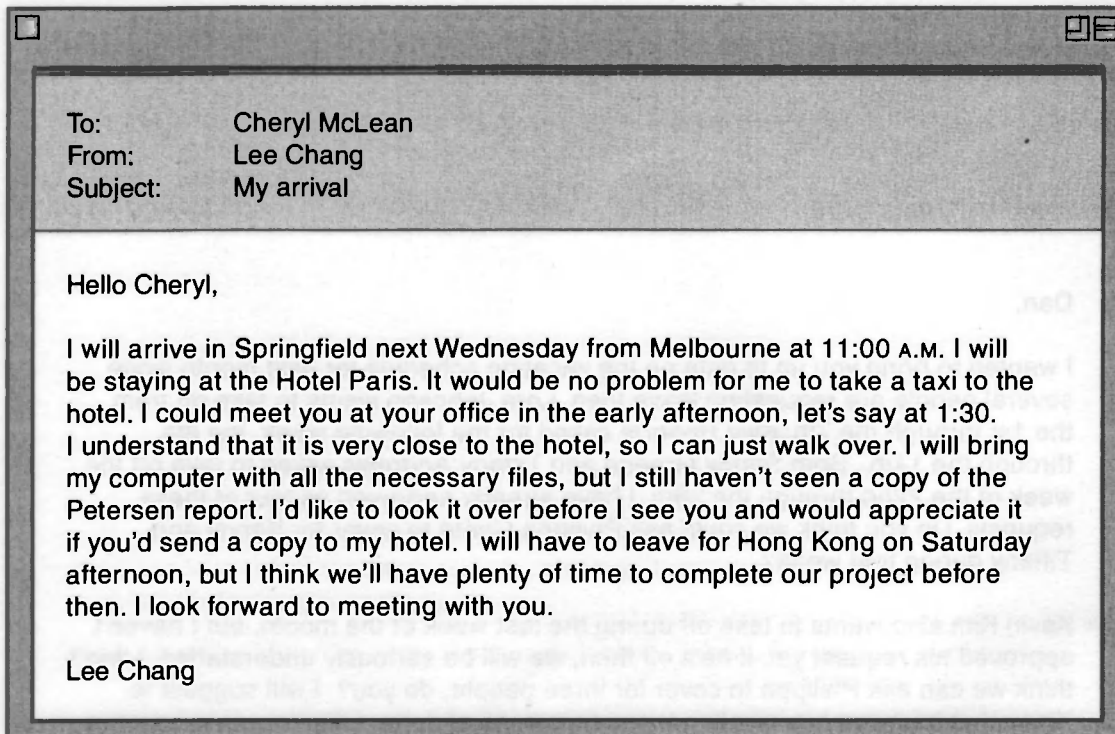 To: Cheryl McLean
From: Lee Chang
Subject: My arrival
Hello Cheryl,
I will arrive in Springfield next Wednesday from Melbourne at 11:00 A.M. I will
be staying at the Hotel Paris. It would be no problem for me to take a taxi to the
hotel. I could meet you at your office in the early afternoon, let's say at 1:30.
I understand that it is very close to the hotel, so I can just walk over. I will bring
my computer with all the necessary files, but I still haven't seen a copy of the
Petersen report. I'd like to look it over before I see you and would appreciate it
if you'd send a copy to my hotel. I will have to leave for Hong Kong on Saturday
afternoon, but I think we'll have plenty of time to complete our project before
then. I look forward to meeting with you.
Lee Chang